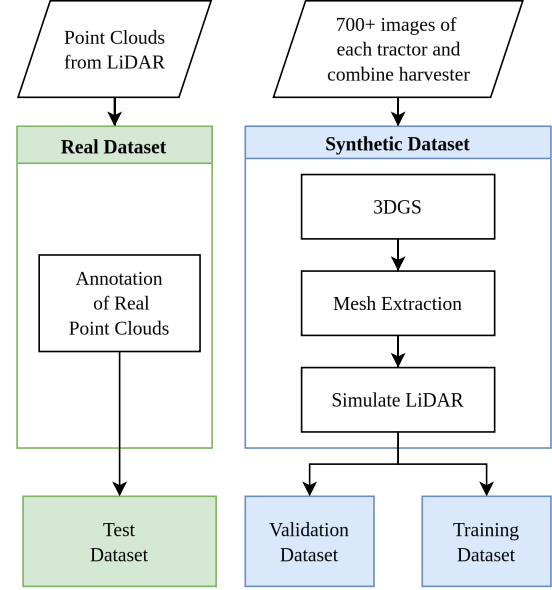 Point Clouds
from LiDAR
Real Dataset
Annotation
of Real
Point Clouds
Test
Dataset
700+ images of
each tractor and
combine harvester
Synthetic Dataset
3DGS
Mesh Extraction
Simulate LiDAR
Validation
Dataset
Training
Dataset